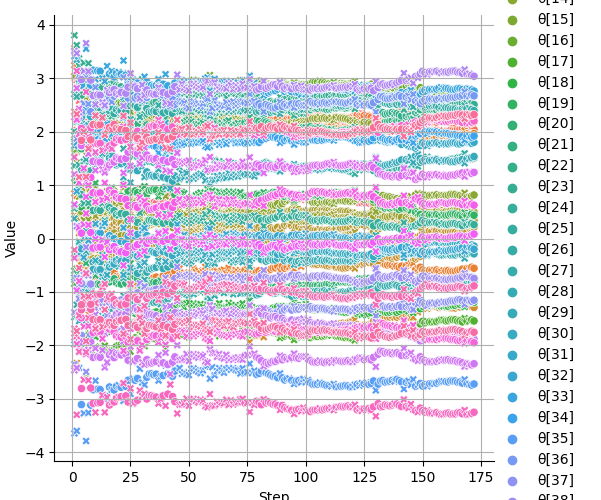 θ[14]
4
θ[15]
θ[16]
3
θ[17]
θ[18]
2
θ[19]
θ[20]
1
θ[21]
θ[22]
Value
0
θ[23]
θ[24]
−1
θ[25]
θ[26]
−2
θ[27]
θ[28]
−3
θ[29]
θ[30]
−4
θ[31]
θ[32]
θ[33]
θ[34]
θ[35]
θ[36]
θ[37]
θ[38]
0 25 50 75 100 125 150 175
Step